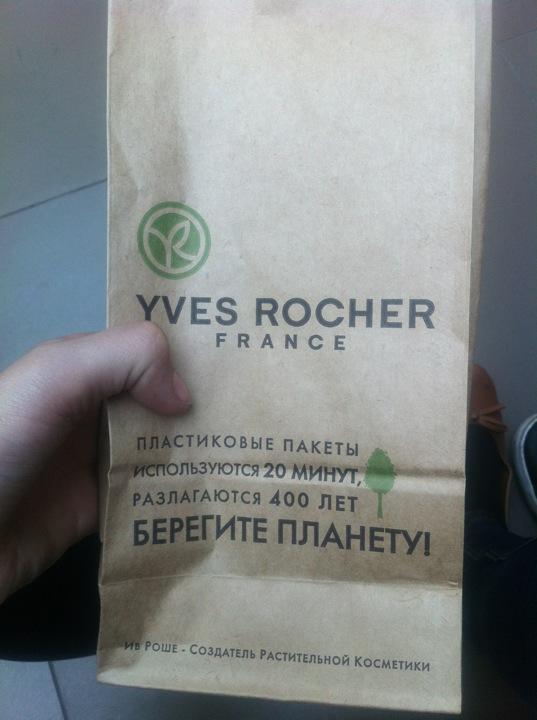 YVES ROCHER
FRANCE
ПЛАСТИКОВЫЕ ПАКЕТЫ
ИСПОЛЬЗУЮТСЯ 20 МИНУТ,
РАЗЛАГАЮТСЯ 400 ЛЕТ
БЕРЕГИТЕ ПЛАНЕТУ!
ИВ РОШЕ - СОЗДАТЕЛЬ РАСТИТЕЛЬНОЙ КОСМЕТИКИ